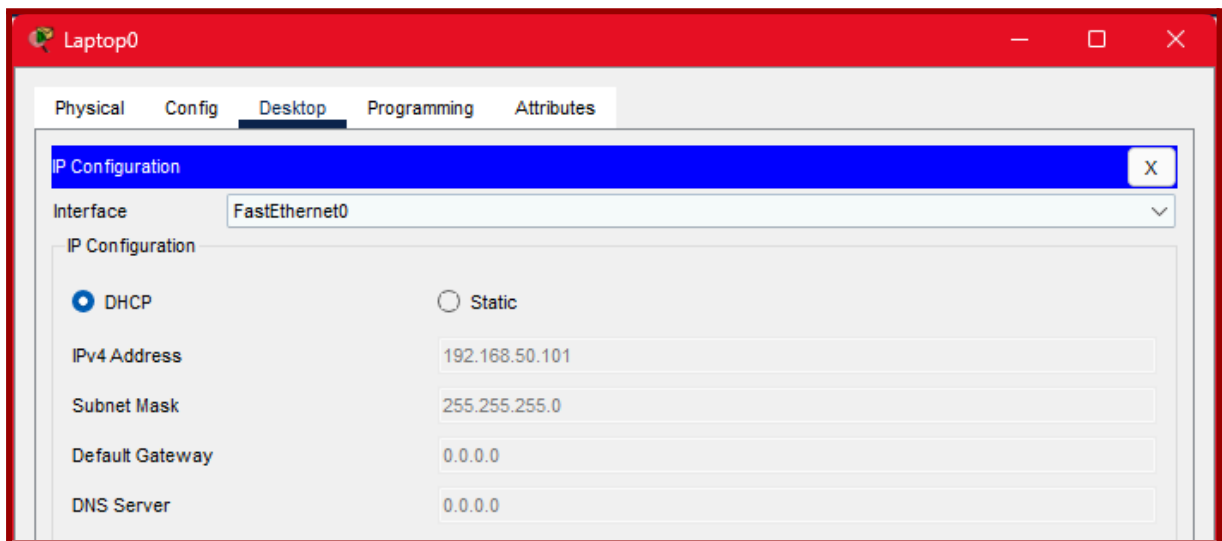 Laptop0
Physical Config Desktop Programming Attributes
IP Configuration X
Interface FastEthernet0
IP Configuration
DHCP Static
IPv4 Address 192.168.50.101
Subnet Mask 255.255.255.0
Default Gateway 0.0.0.0
DNS Server 0.0.0.0